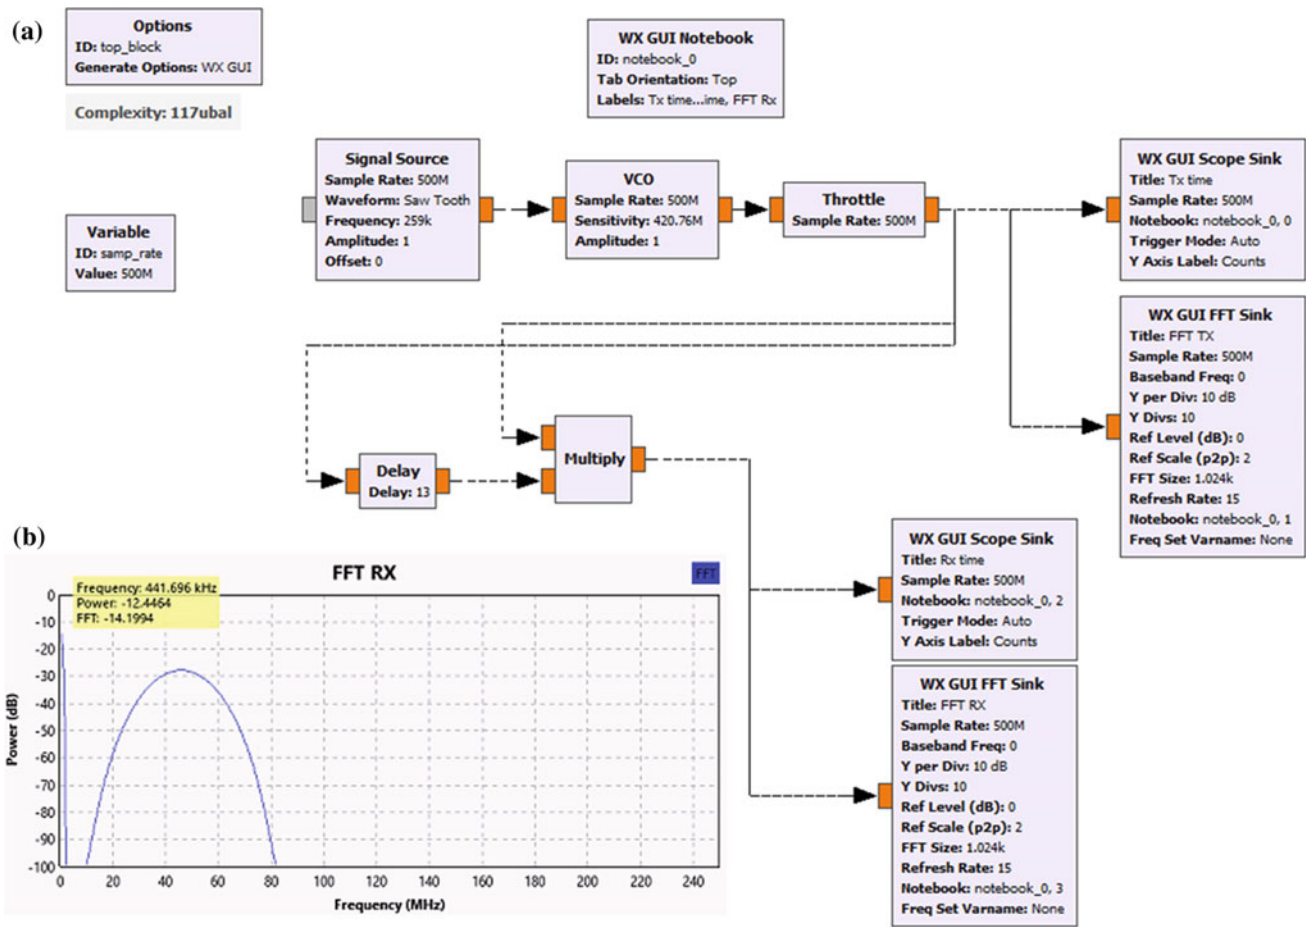 (a)
Options
ID: top_block
Generate Options: WX GUI
Complexity: 117ubal
WX GUI Notebook
ID: notebook_0
Tab Orientation: Top
Labels: Tx time...ime, FFT Rx
Variable
ID: samp_rate
Value: 500M
Signal Source
Sample Rate: 500M
Waveform: Saw Tooth
Frequency: 259k
Amplitude: 1
Offset: 0
VCO
Sample Rate: 500M
Sensitivity: 420.76M
Amplitude: 1
Throttle
Sample Rate: 500M
WX GUI Scope Sink
Title: Tx time
Sample Rate: 500M
Notebook: notebook_0, 0
Trigger Mode: Auto
Y Axis Label: Counts
WX GUI FFT Sink
Title: FFT TX
Sample Rate: 500M
Baseband Freq: 0
Y per Div: 10 dB
Y Divs: 10
Ref Level (dB): 0
Ref Scale (p2p): 2
FFT Size: 1.024k
Refresh Rate: 15
Notebook: notebook_0, 1
Freq Set Varname: None
Delay
Delay: 13
Multiply
WX GUI Scope Sink
Title: Rx time
Sample Rate: 500M
Notebook: notebook_0, 2
Trigger Mode: Auto
Y Axis Label: Counts
WX GUI FFT Sink
Title: FFT RX
Sample Rate: 500M
Baseband Freq: 0
Y per Div: 10 dB
Y Divs: 10
Ref Level (dB): 0
Ref Scale (p2p): 2
FFT Size: 1.024k
Refresh Rate: 15
Notebook: notebook_0, 3
Freq Set Varname: None
(b)
FFT RX
FFT
Frequency: 441.696 kHz
Power: -12.4464
FFT: -14.1994
Power (dB)
0
-10
-20
-30
-40
-50
-60
-70
-80
-90
-100
0 20 40 60 80 100 120 140 160 180 200 220 240
Frequency (MHz)